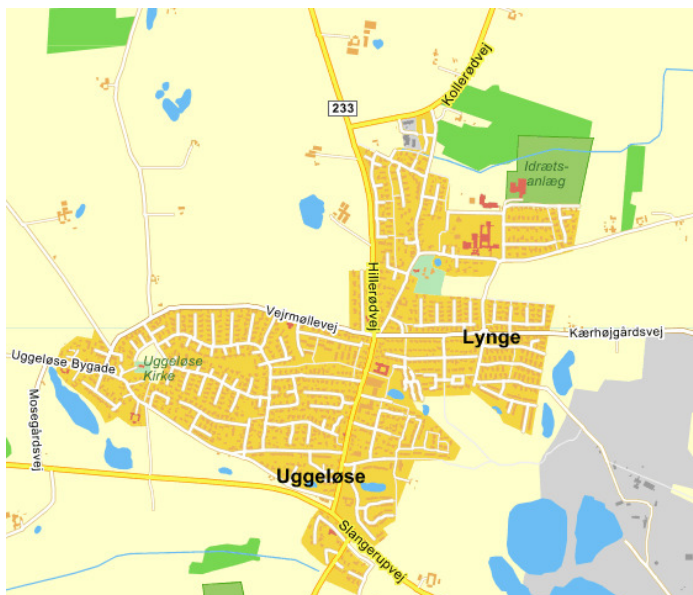 Kollerødvej
233
Idræts-
anlæg
Hillerødvej
Vejrmøllevej
Lynge
Kærhøjgårdsvej
Uggeløse Bygade
Uggeløse
Kirke
Mosegårdsvej
Uggeløse
Slangerupvej